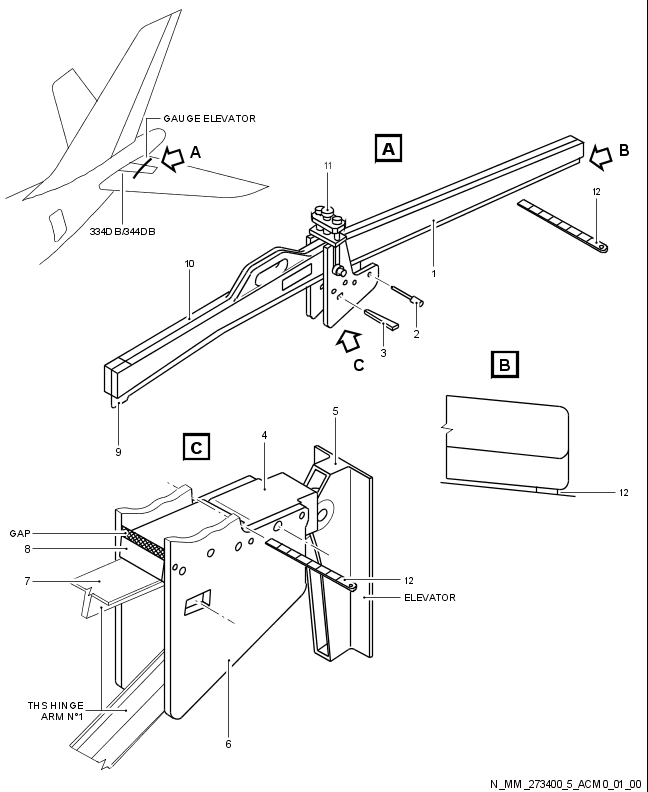 GAUGE ELEVATOR
A
334DB/344DB
A
B
11
12
10
1
2
3
C
9
B
12
C
4
5
GAP
8
7
12
ELEVATOR
THS HINGE
ARM N°1
6
N_MM_273400_5_ACM0_01_00